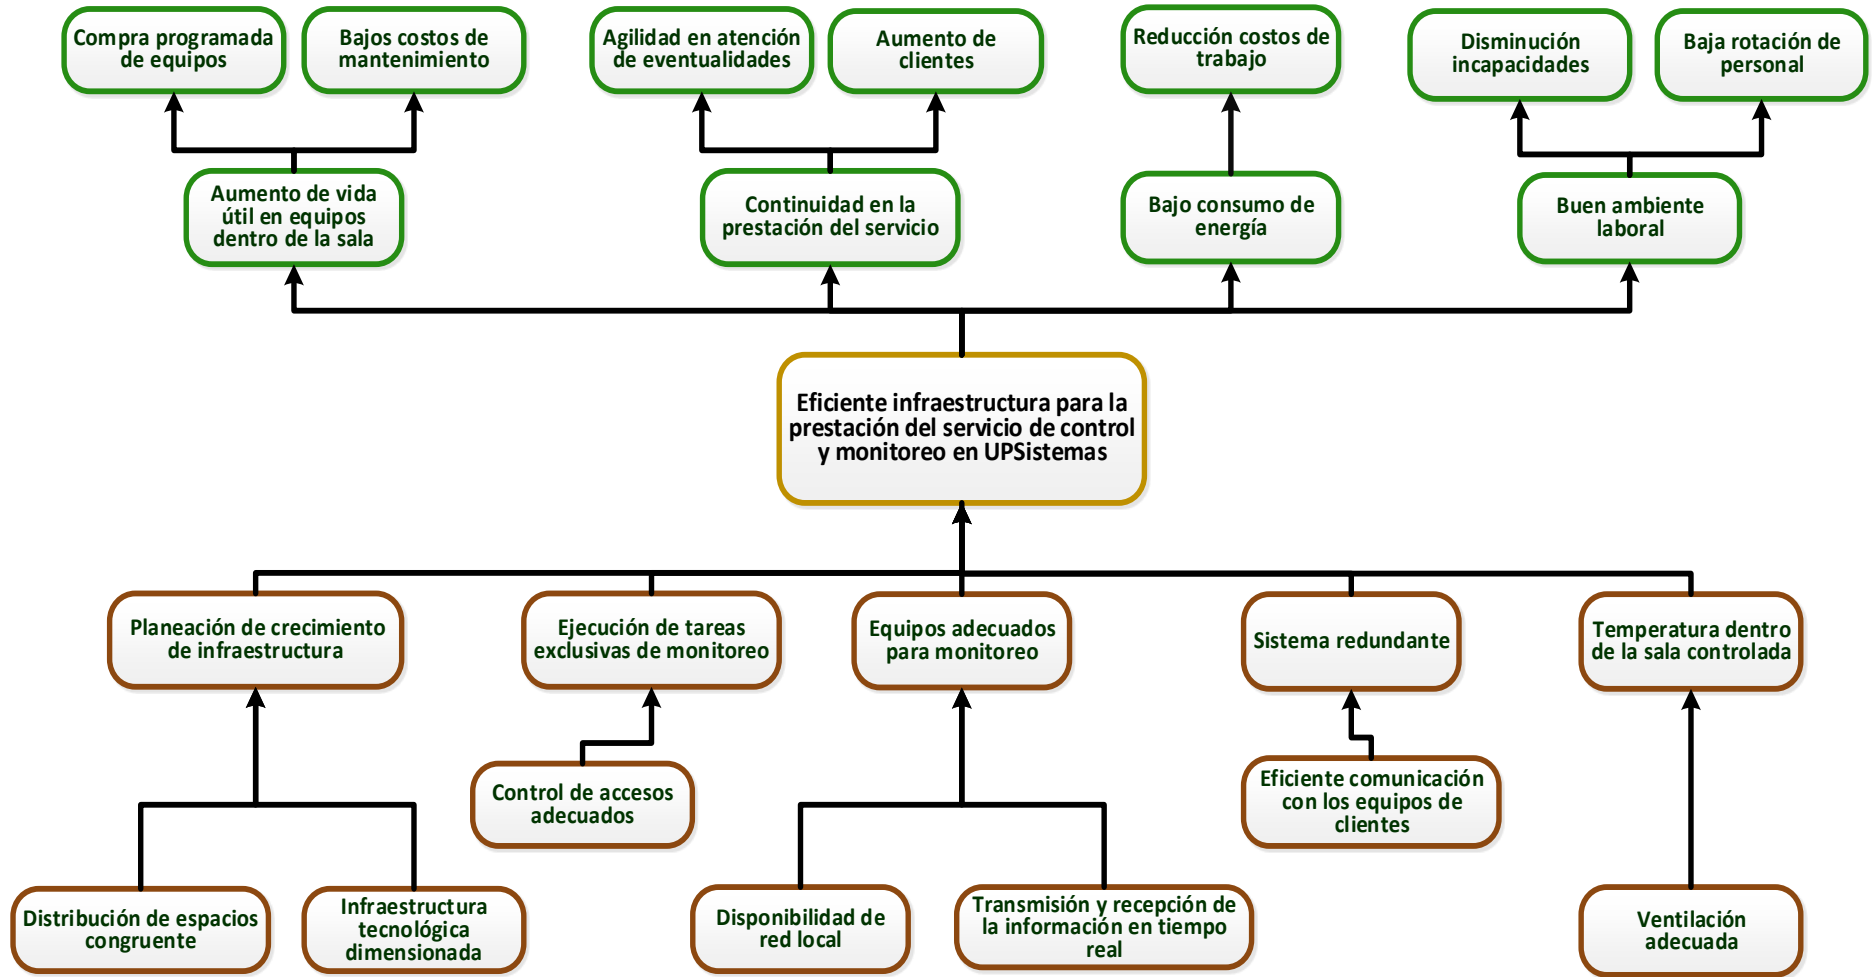 Compra programada
de equipos
Bajos costos de
mantenimiento
Agilidad en atención
de eventualidades
Aumento de
clientes
Reducción costos de
trabajo
Disminución
incapacidades
Baja rotación de
personal
Aumento de vida
útil en equipos
dentro de la sala
Continuidad en la
prestación del servicio
Bajo consumo de
energía
Buen ambiente
laboral
Eficiente infraestructura para la
prestación del servicio de control
y monitoreo en UPSistemas
Planeación de crecimiento
de infraestructura
Ejecución de tareas
exclusivas de monitoreo
Equipos adecuados
para monitoreo
Sistema redundante
Temperatura dentro
de la sala controlada
Control de accesos
adecuados
Eficiente comunicación
con los equipos de
clientes
Distribución de espacios
congruente
Infraestructura
tecnológica
dimensionada
Disponibilidad de
red local
Transmisión y recepción de
la información en tiempo
real
Ventilación
adecuada